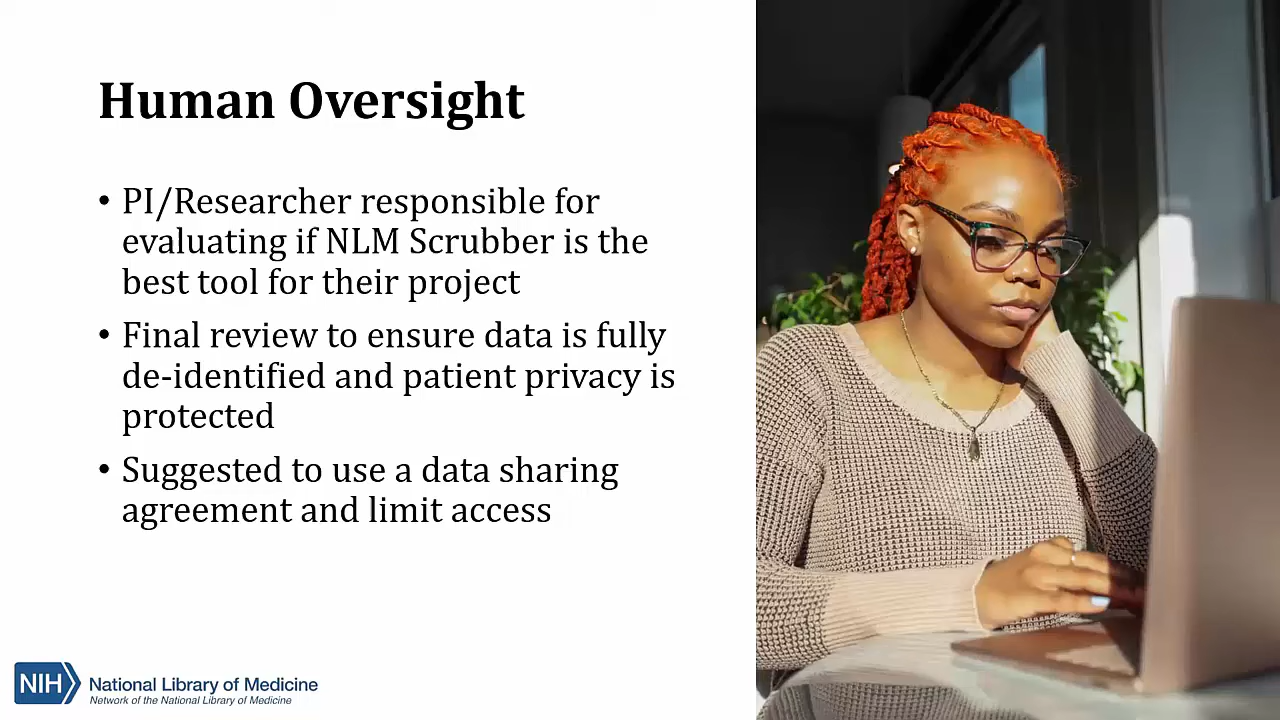 Human Oversight
• PI/Researcher responsible for
evaluating if NLM Scrubber is the
best tool for their project
• Final review to ensure data is fully
de-identified and patient privacy is
protected
• Suggested to use a data sharing
agreement and limit access
NIH National Library of Medicine
Network of the National Library of Medicine